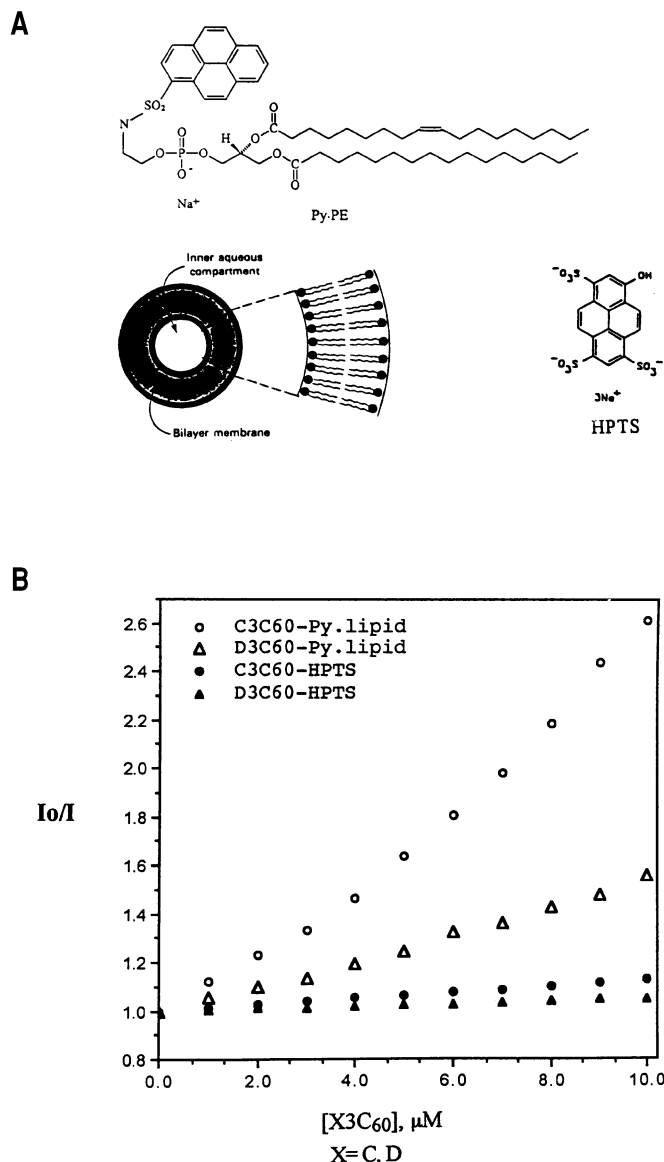 A
SO₂
N
O
O
P
O
O
O⁻
H
O
O
O
O
Na⁺
Py·PE
Inner aqueous
compartment
Bilayer membrane
⁻O₃S
OH
⁻O₃S
SO₃⁻
3Na⁺
HPTS
B
C3C60-Py.lipid
D3C60-Py.lipid
C3C60-HPTS
D3C60-HPTS
2.6
2.4
2.2
2.0
1.8
1.6
1.4
1.2
1.0
0.8
Io/I
0.0 2.0 4.0 6.0 8.0 10.0
[X3C₆₀], μM
X= C, D